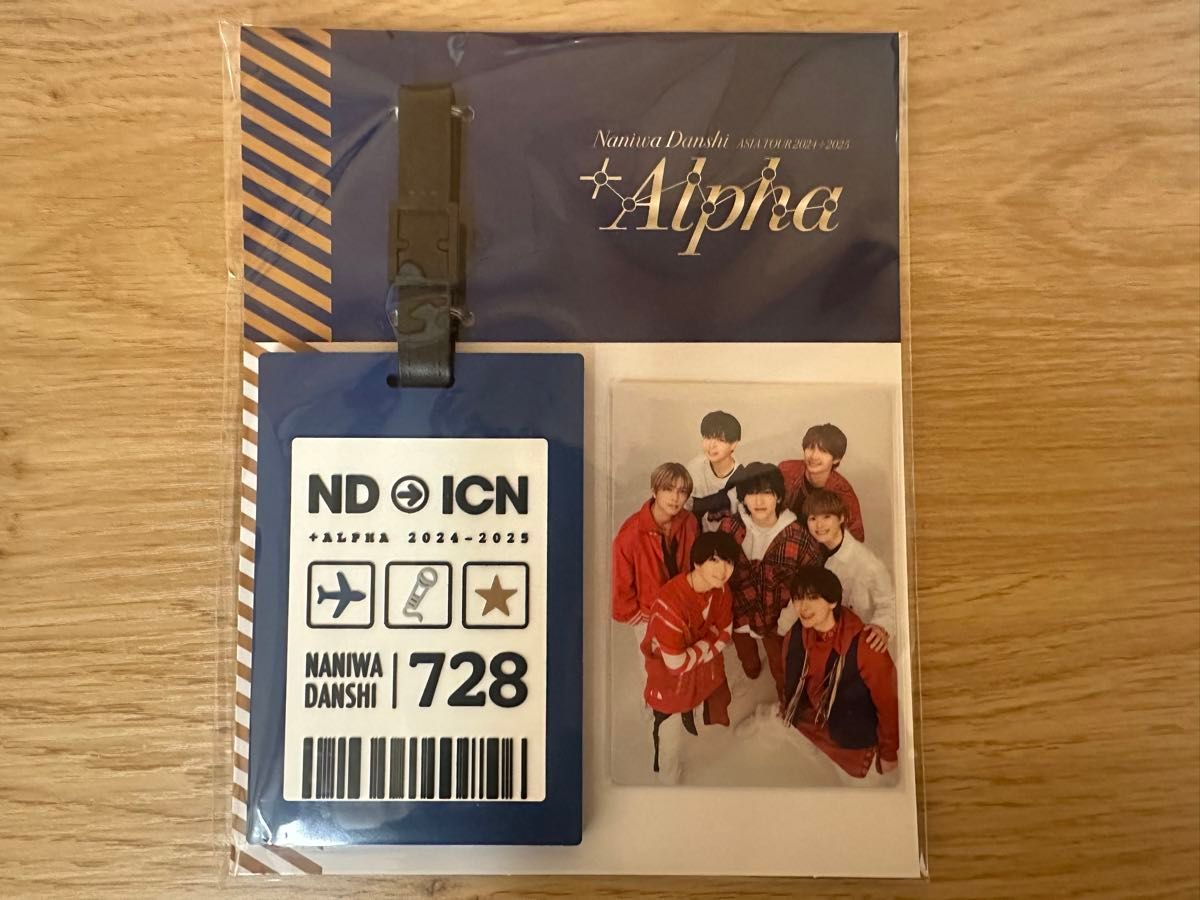 Naniwa Danshi ASIA TOUR 2024+2025
+Alpha
ND ICN
+ALPHA 2024-2025
NANIWA
DANSHI
728